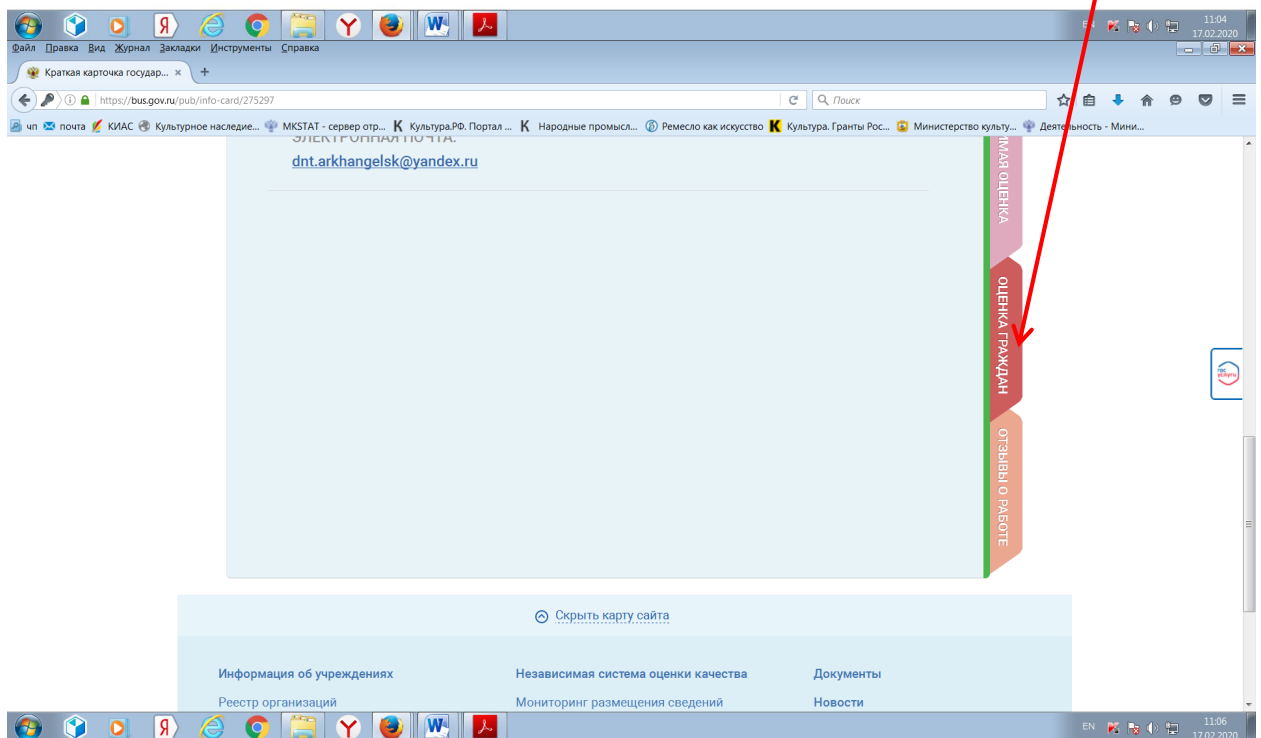 EN
11:04
17.02.2020
Файл Правка Вид Журнал Закладки Инструменты Справка
Краткая карточка государ... × +
https://bus.gov.ru/pub/info-card/275297
Поиск
чп почта КИАС Культурное наследие... MKSTAT - сервер отр... Культура.РФ. Портал ... Народные промысл... Ремесло как искусство Культура. Гранты Рос... Министерство культу... Деятельность - Мини...
ЭЛЕКТРОННАЯ ПОЧТА:
dnt.arkhangelsk@yandex.ru
ИМАЯ ОЦЕНКА
ОЦЕНКА ГРАЖДАН
ОТЗЫВЫ О РАБОТЕ
гос
услуги
Скрыть карту сайта
Информация об учреждениях
Независимая система оценки качества
Документы
Реестр организаций
Мониторинг размещения сведений
Новости
EN
11:06
17.02.2020